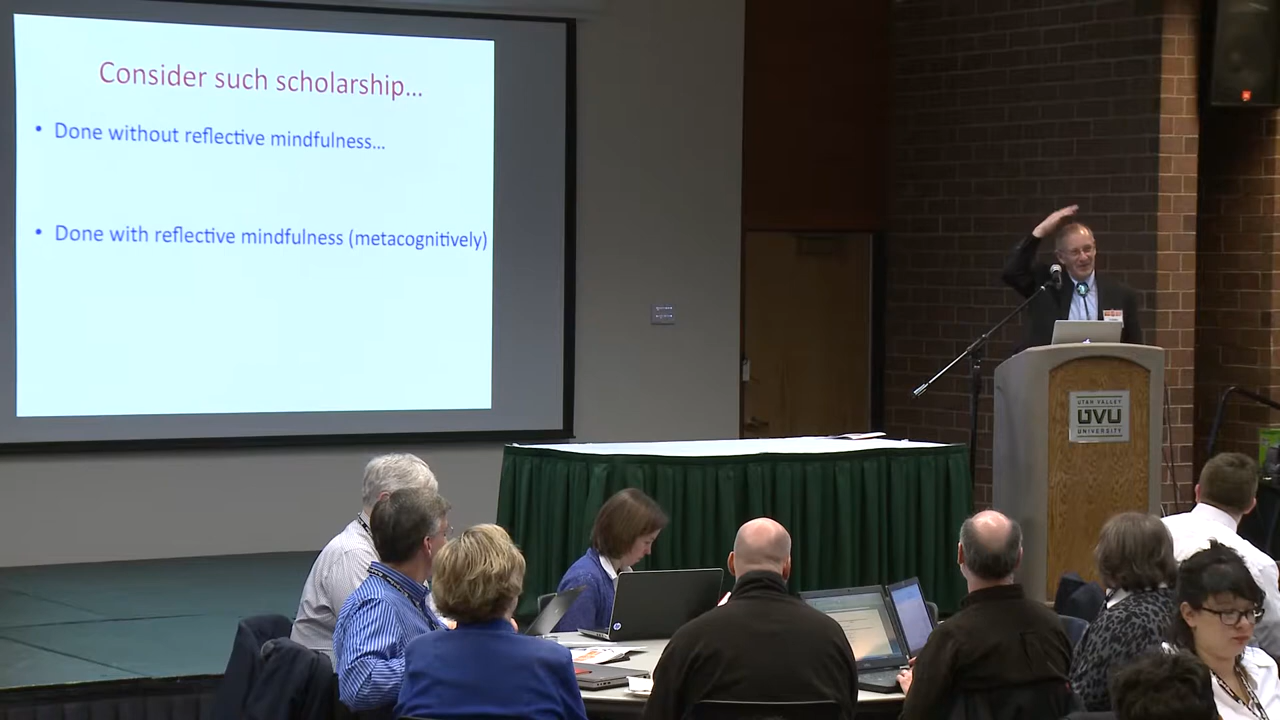 Consider such scholarship...
• Done without reflective mindfulness...
• Done with reflective mindfulness (metacognitively)
UTAH VALLEY
UVU
UNIVERSITY